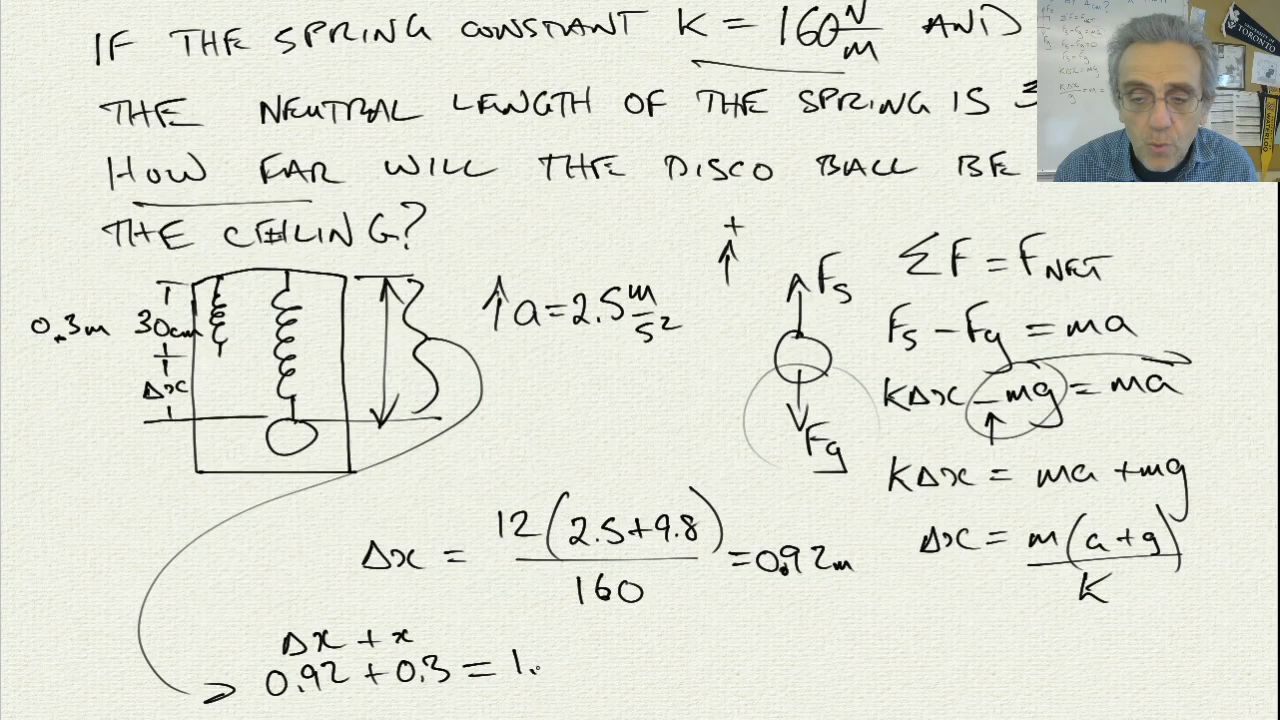 IF THE SPRING CONSTANT K = 160 N/m AND
THE NEUTRAL LENGTH OF THE SPRING IS 3
HOW FAR WILL THE DISCO BALL BE
THE CEILING?
0.3m 30cm
Δx
↑ a = 2.5 m/s²
+
↑
Fs
Fg
ΣF = FNET
Fs - Fg = ma
KΔx - mg = ma
KΔx = ma + mg
Δx = m(a+g)/K
Δx = 12(2.5+9.8)/160 = 0.92m
Δx + x
0.92 + 0.3 = 1.
TORONTO